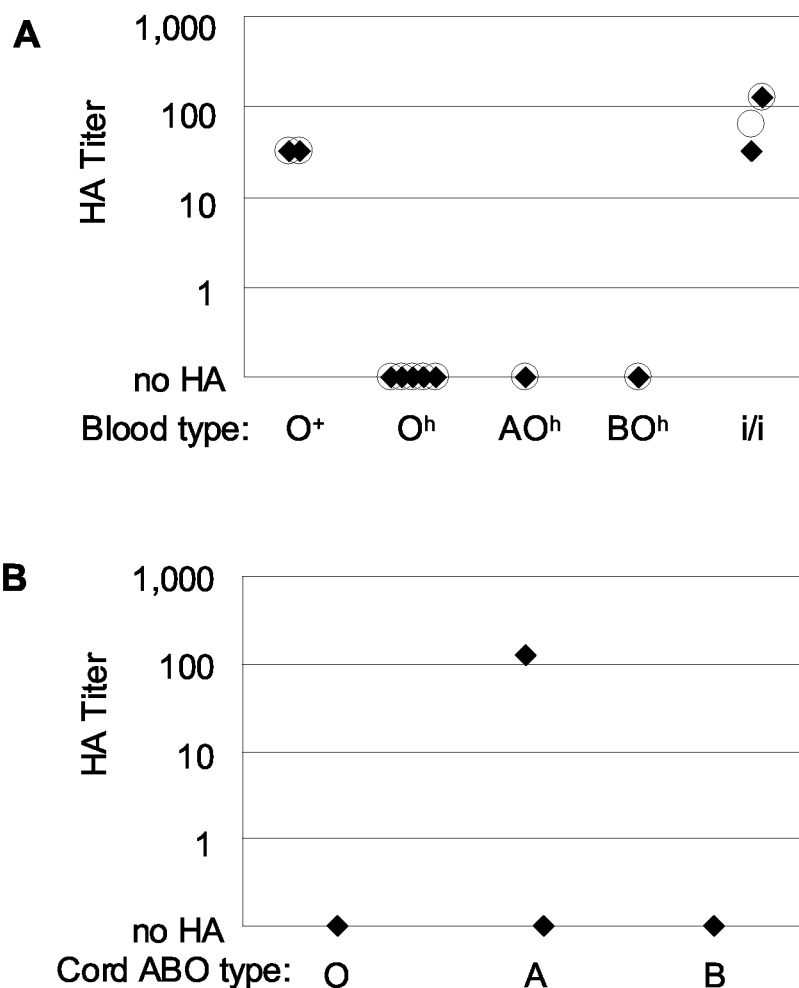 A
1,000
100
10
1
no HA
HA Titer
Blood type: O⁺ Oʰ AOʰ BOʰ i/i
B
1,000
100
10
1
no HA
HA Titer
Cord ABO type: O A B